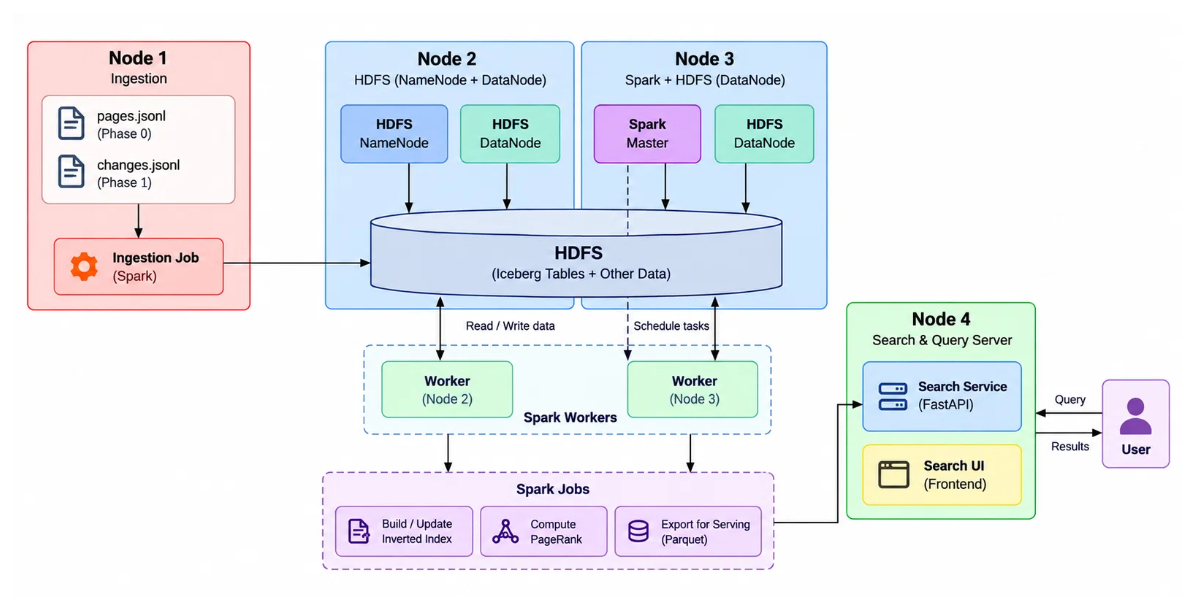 Node 1
Ingestion
pages.jsonl
(Phase 0)
changes.jsonl
(Phase 1)
Ingestion Job
(Spark)
Node 2
HDFS (NameNode + DataNode)
HDFS
NameNode
HDFS
DataNode
Node 3
Spark + HDFS (DataNode)
Spark
Master
HDFS
DataNode
HDFS
(Iceberg Tables + Other Data)
Read / Write data
Schedule tasks
Worker
(Node 2)
Worker
(Node 3)
Spark Workers
Spark Jobs
Build / Update
Inverted Index
Compute
PageRank
Export for Serving
(Parquet)
Node 4
Search & Query Server
Search Service
(FastAPI)
Search UI
(Frontend)
Query
Results
User